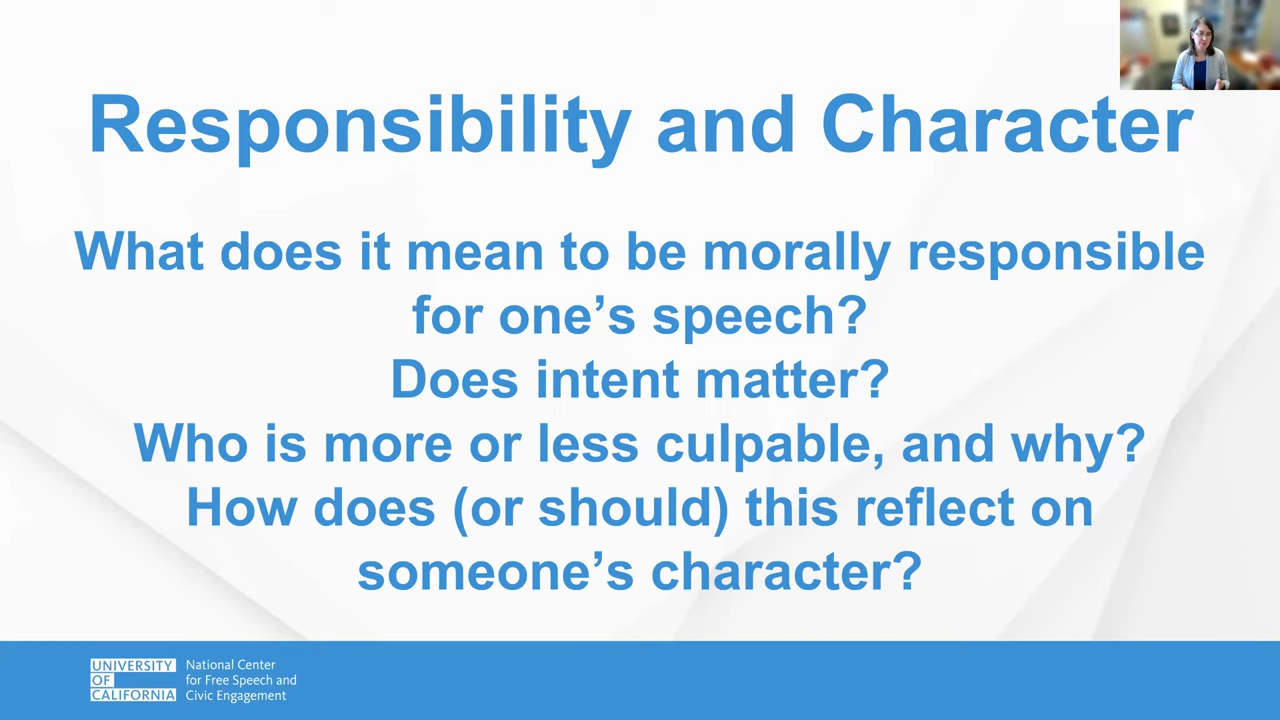 Responsibility and Character
What does it mean to be morally responsible
for one’s speech?
Does intent matter?
Who is more or less culpable, and why?
How does (or should) this reflect on
someone’s character?
UNIVERSITY
OF
CALIFORNIA
National Center
for Free Speech and
Civic Engagement